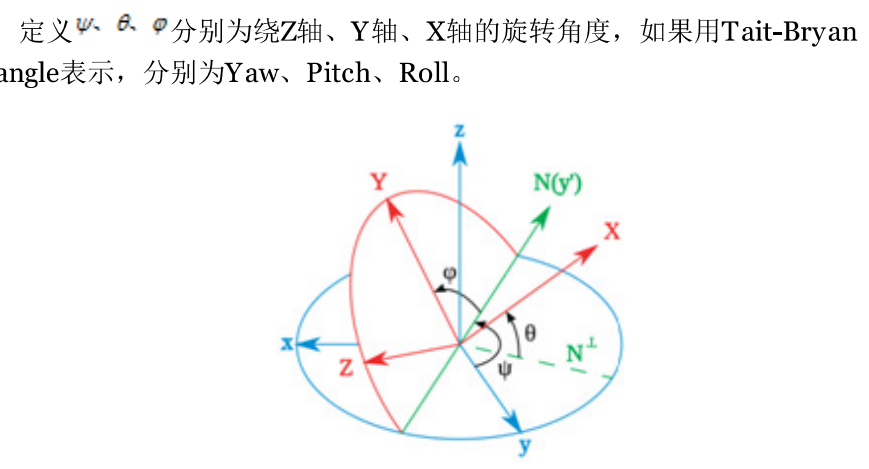 定义ψ、θ、φ分别为绕Z轴、Y轴、X轴的旋转角度，如果用Tait-Bryan
angle表示，分别为Yaw、Pitch、Roll。
z
Y
N(y')
X
φ
θ
x
Z
N⊥
ψ
y